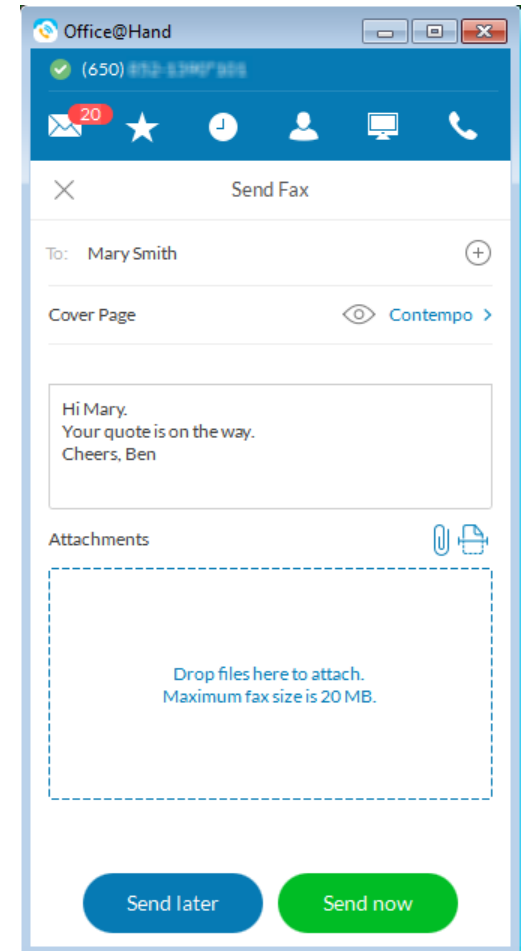 Office@Hand
(650)
20
Send Fax
To: Mary Smith
Cover Page Contempo >
Hi Mary.
Your quote is on the way.
Cheers, Ben
Attachments
Drop files here to attach.
Maximum fax size is 20 MB.
Send later Send now